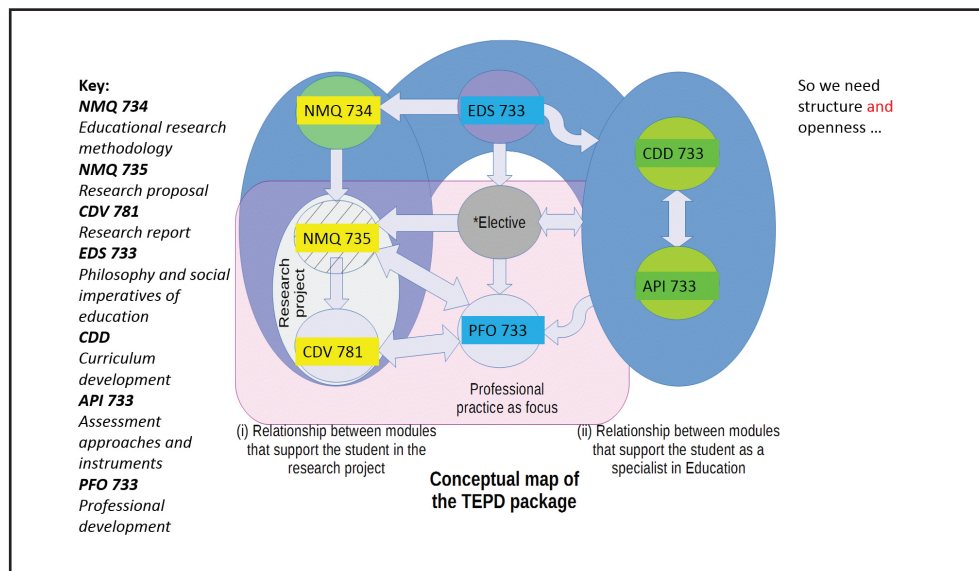 Key:
NMQ 734
Educational research
methodology
NMQ 735
Research proposal
CDV 781
Research report
EDS 733
Philosophy and social
imperatives of
education
CDD
Curriculum
development
API 733
Assessment
approaches and
instruments
PFO 733
Professional
development
NMQ 734
EDS 733
CDD 733
*Elective
NMQ 735
API 733
Research
project
PFO 733
CDV 781
Professional
practice as focus
(i) Relationship between modules
that support the student in the
research project
(ii) Relationship between modules
that support the student as a
specialist in Education
Conceptual map of
the TEPD package
So we need
structure and
openness ...